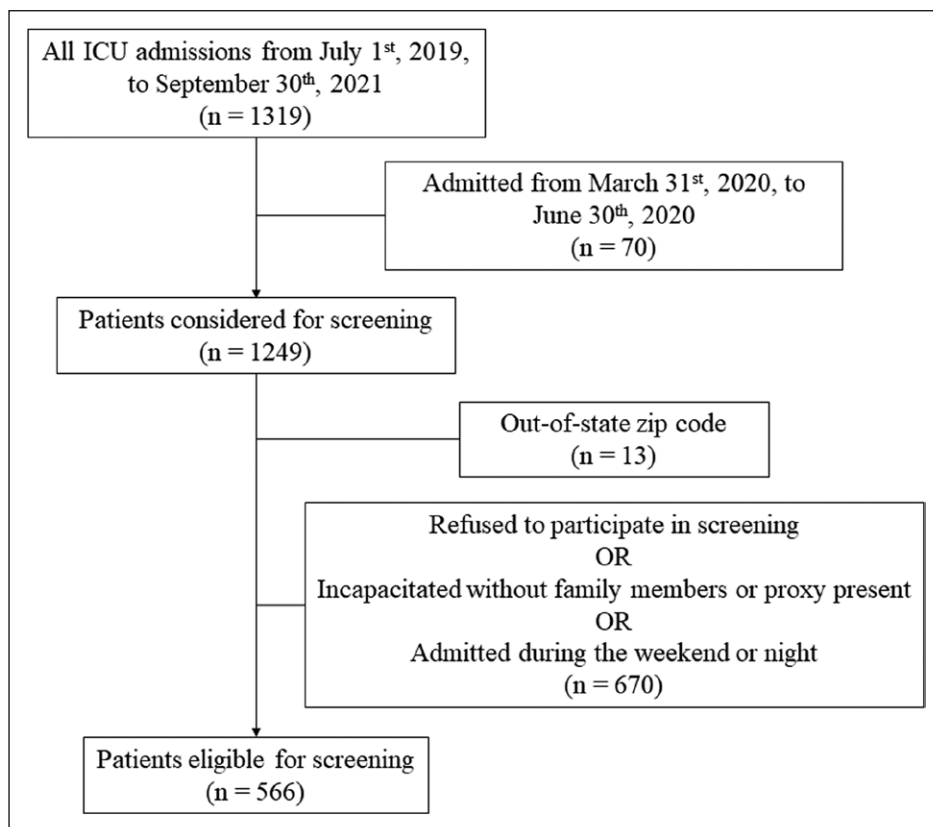 All ICU admissions from July 1st, 2019,
to September 30th, 2021
(n = 1319)
Admitted from March 31st, 2020, to
June 30th, 2020
(n = 70)
Patients considered for screening
(n = 1249)
Out-of-state zip code
(n = 13)
Refused to participate in screening
OR
Incapacitated without family members or proxy present
OR
Admitted during the weekend or night
(n = 670)
Patients eligible for screening
(n = 566)